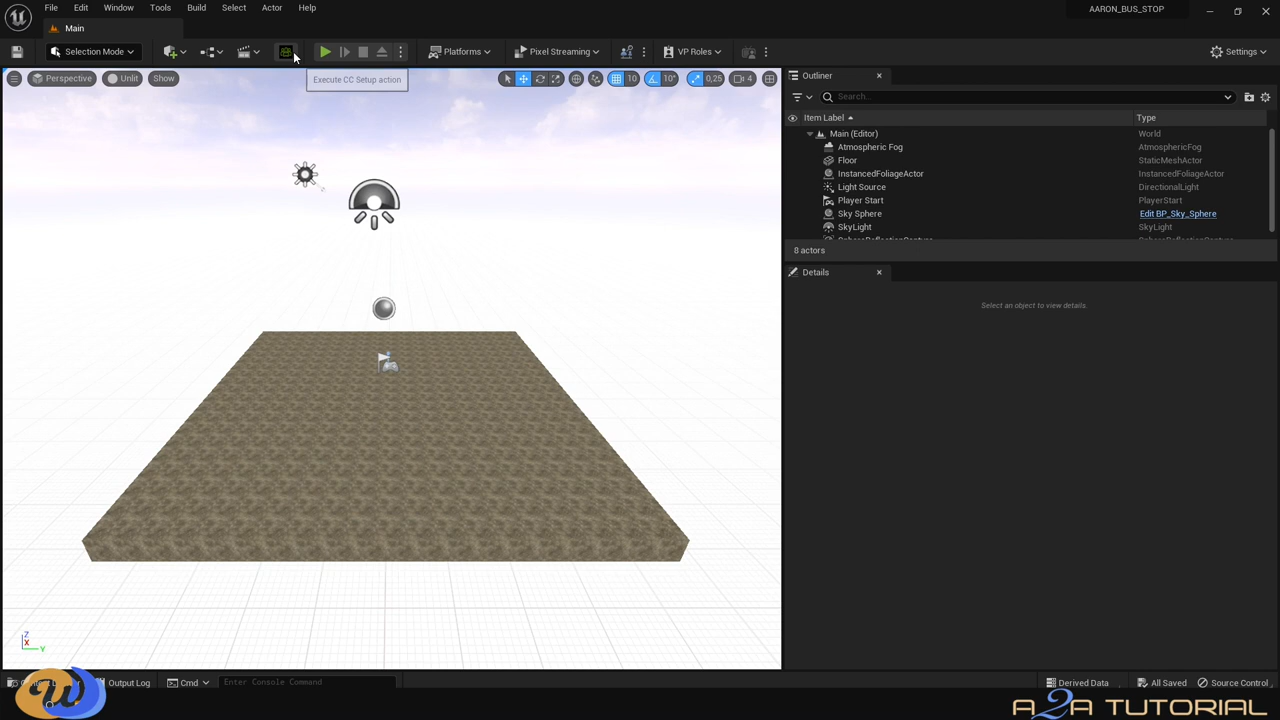 File Edit Window Tools Build Select Actor Help
AARON_BUS_STOP
Main
Selection Mode
Platforms
Pixel Streaming
VP Roles
Settings
Perspective
Unlit
Show
Execute CC Setup action
10
10°
0,25
4
Outliner
Search...
Item Label Type
Main (Editor) World
Atmospheric Fog AtmosphericFog
Floor StaticMeshActor
InstancedFoliageActor InstancedFoliageActor
Light Source DirectionalLight
Player Start PlayerStart
Sky Sphere Edit BP_Sky_Sphere
SkyLight SkyLight
8 actors
Details
Select an object to view details.
Z
X
Y
Output Log
Cmd
Enter Console Command
Derived Data
All Saved
Source Control
A2A TUTORIAL